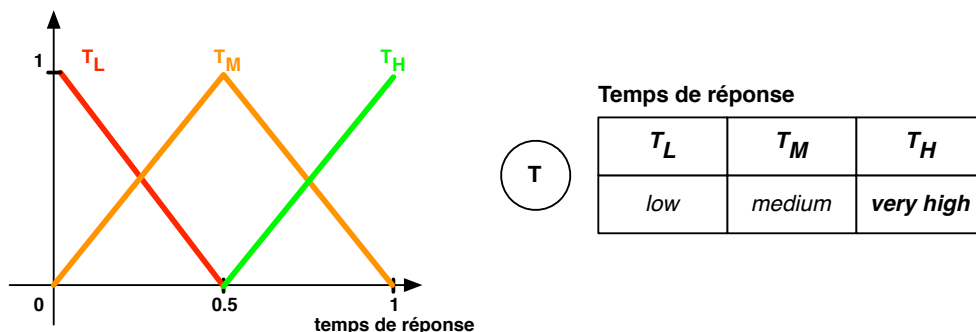 1
T_L
T_M
T_H
0
0.5
1
temps de réponse
Temps de réponse
T
T_L T_M T_H
low medium very high